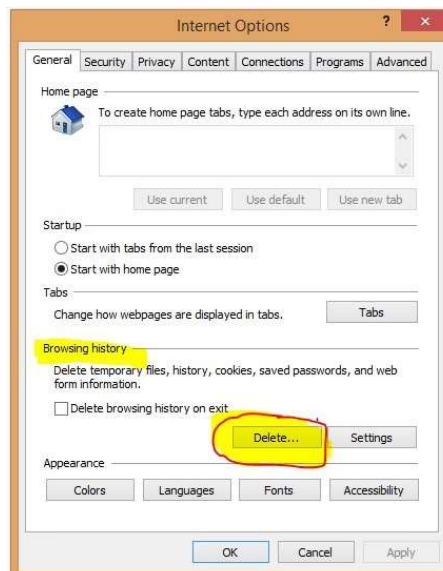 Internet Options
?
x
General Security Privacy Content Connections Programs Advanced
Home page
To create home page tabs, type each address on its own line.
Use current Use default Use new tab
Startup
Start with tabs from the last session
Start with home page
Tabs
Change how webpages are displayed in tabs. Tabs
Browsing history
Delete temporary files, history, cookies, saved passwords, and web
form information.
Delete browsing history on exit
Delete... Settings
Appearance
Colors Languages Fonts Accessibility
OK Cancel Apply